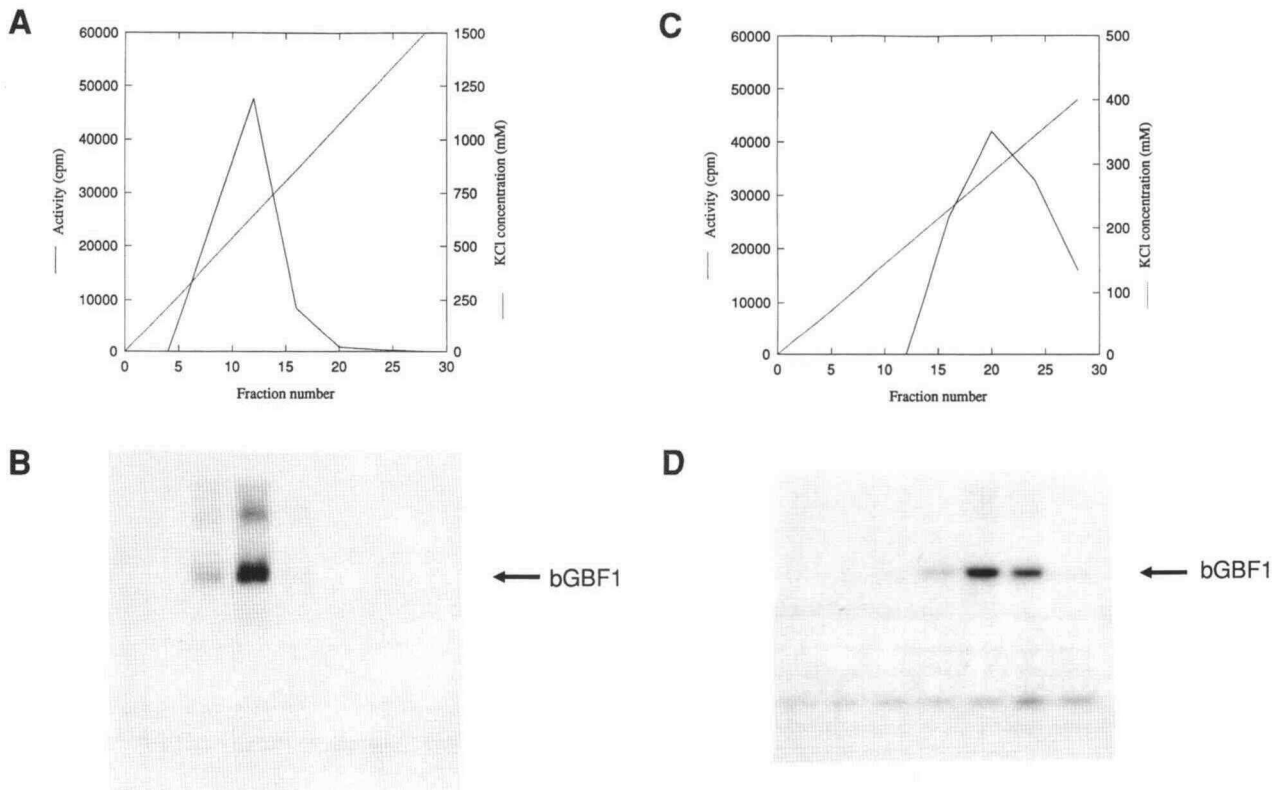 A
60000
50000
40000
30000
20000
10000
0
Activity (cpm)
1500
1250
1000
750
500
250
0
KCl concentration (mM)
0 5 10 15 20 25 30
Fraction number
C
60000
50000
40000
30000
20000
10000
0
Activity (cpm)
500
400
300
200
100
0
KCl concentration (mM)
0 5 10 15 20 25 30
Fraction number
B
bGBF1
D
bGBF1